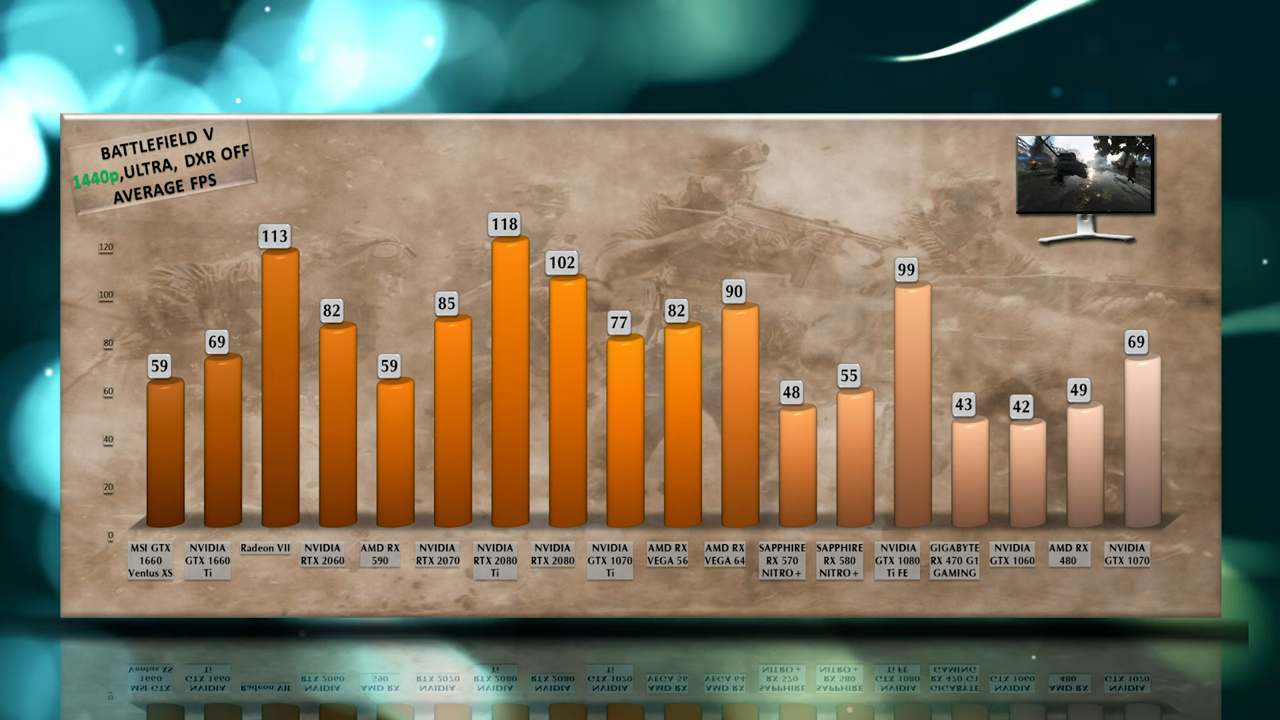 BATTLEFIELD V
1440p,ULTRA, DXR OFF
AVERAGE FPS
120
100
80
60
40
20
0
59
69
113
82
59
85
118
102
77
82
90
48
55
99
43
42
49
69
MSI GTX
1660
Ventus XS
NVIDIA
GTX 1660
Ti
Radeon VII
NVIDIA
RTX 2060
AMD RX
590
NVIDIA
RTX 2070
NVIDIA
RTX 2080
Ti
NVIDIA
RTX 2080
NVIDIA
GTX 1070
Ti
AMD RX
VEGA 56
AMD RX
VEGA 64
SAPPHIRE
RX 570
NITRO+
SAPPHIRE
RX 580
NITRO+
NVIDIA
GTX 1080
Ti FE
GIGABYTE
RX 470 G1
GAMING
NVIDIA
GTX 1060
AMD RX
480
NVIDIA
GTX 1070